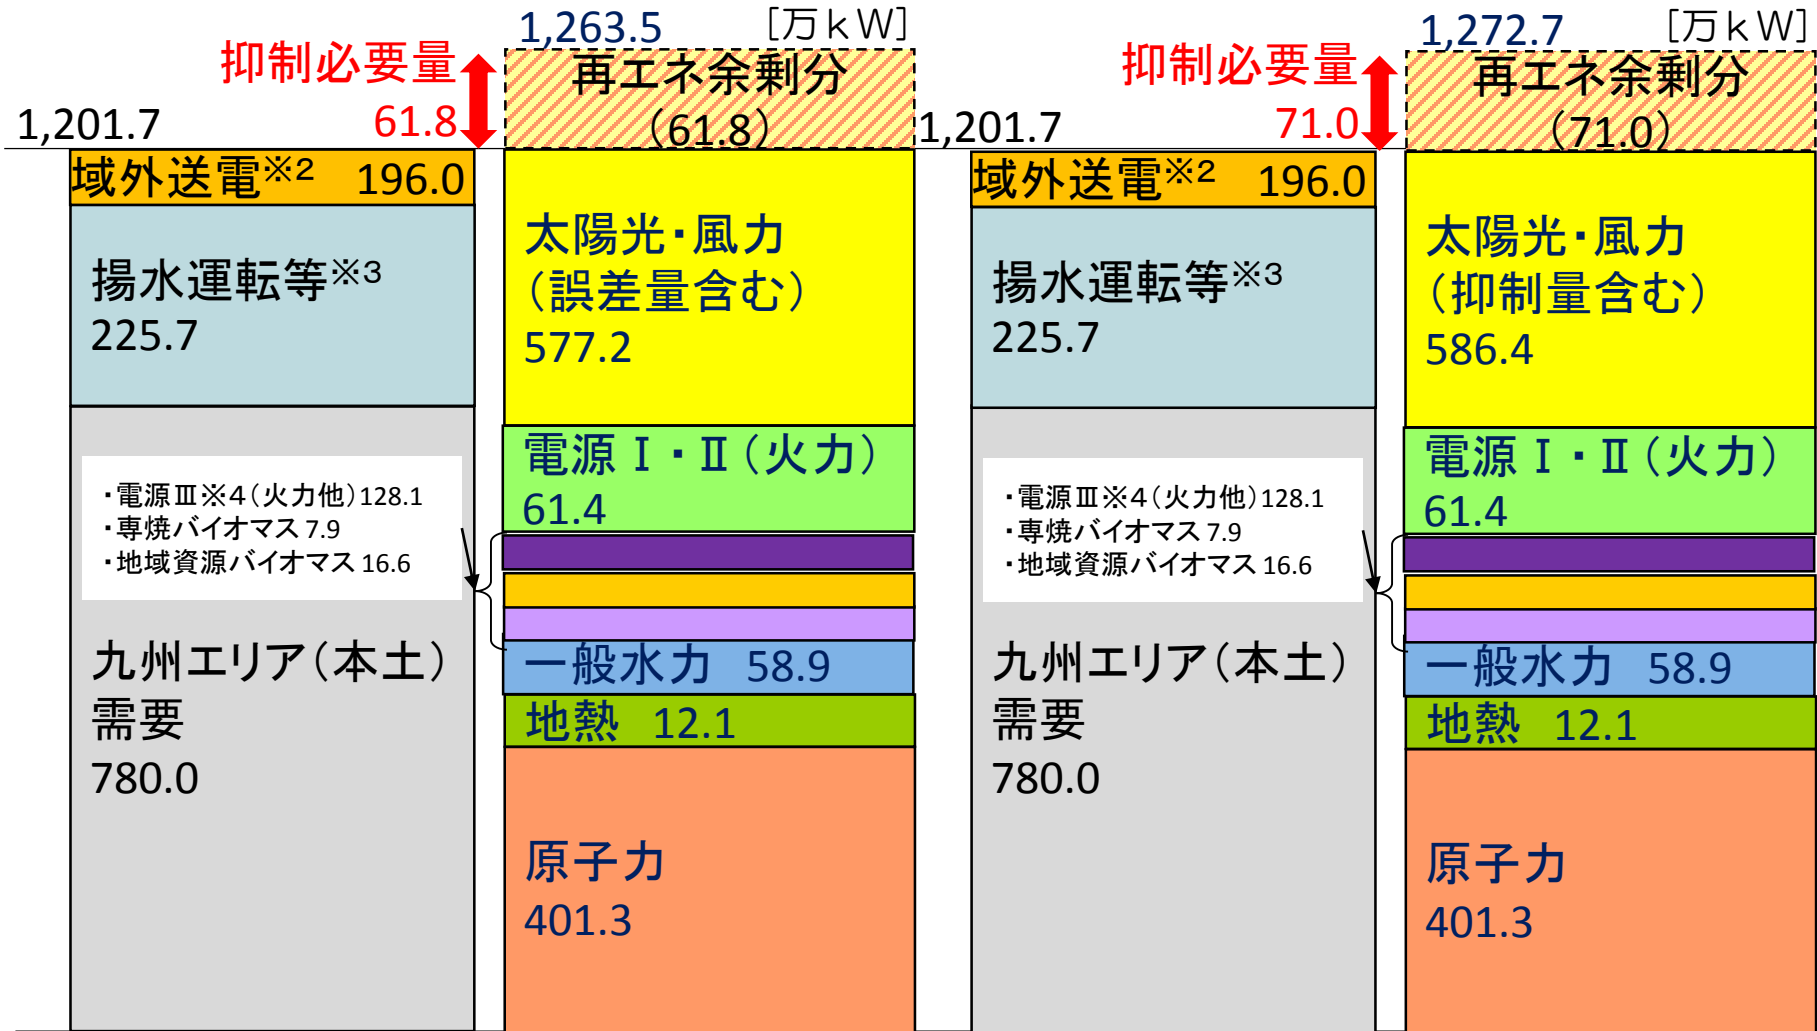 1,263.5 [万kW]
抑制必要量
61.8
再エネ余剰分
(61.8)
1,201.7
域外送電※2 196.0
揚水運転等※3
225.7
・電源Ⅲ※4(火力他)128.1
・専焼バイオマス 7.9
・地域資源バイオマス 16.6
九州エリア(本土)
需要
780.0
太陽光・風力
(誤差量含む)
577.2
電源Ⅰ・Ⅱ(火力)
61.4
一般水力 58.9
地熱 12.1
原子力
401.3
1,272.7 [万kW]
抑制必要量
71.0
再エネ余剰分
(71.0)
1,201.7
域外送電※2 196.0
揚水運転等※3
225.7
・電源Ⅲ※4(火力他)128.1
・専焼バイオマス 7.9
・地域資源バイオマス 16.6
九州エリア(本土)
需要
780.0
太陽光・風力
(抑制量含む)
586.4
電源Ⅰ・Ⅱ(火力)
61.4
一般水力 58.9
地熱 12.1
原子力
401.3